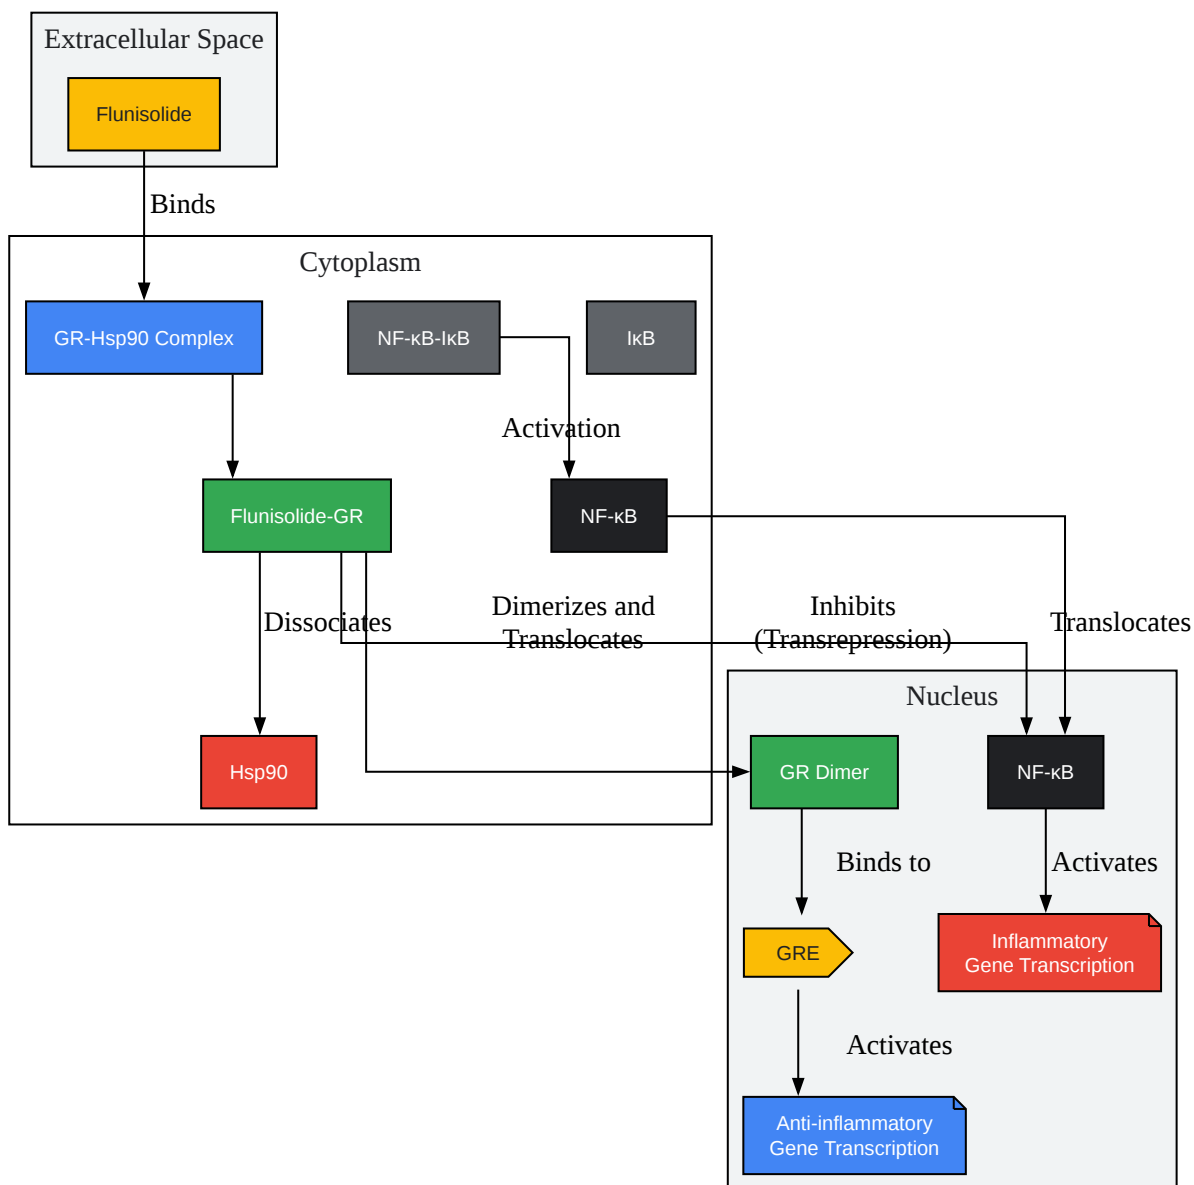 Extracellular Space
Flunisolide
Binds
Cytoplasm
GR-Hsp90 Complex
NF-κB-IκB
IκB
Activation
Flunisolide-GR
NF-κB
Dissociates
Dimerizes and
Translocates
Inhibits
(Transrepression)
Translocates
Nucleus
Hsp90
GR Dimer
NF-κB
Binds to
Activates
GRE
Inflammatory
Gene Transcription
Activates
Anti-inflammatory
Gene Transcription